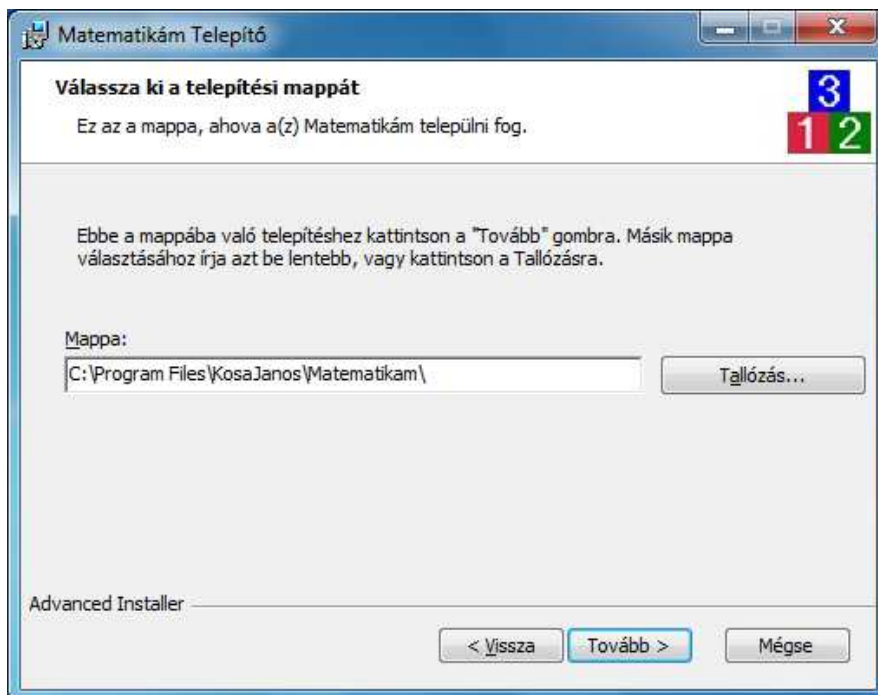 Matematikám Telepítő
Válassza ki a telepítési mappát
Ez az a mappa, ahova a(z) Matematikám települni fog.
3
1 2
Ebbe a mappába való telepítéshez kattintson a "Tovább" gombra. Másik mappa
választásához írja azt be lentebb, vagy kattintson a Tallózásra.
Mappa:
C:\Program Files\KosaJanos\Matematikam\
Tallózás...
Advanced Installer
< Vissza
Tovább >
Mégse